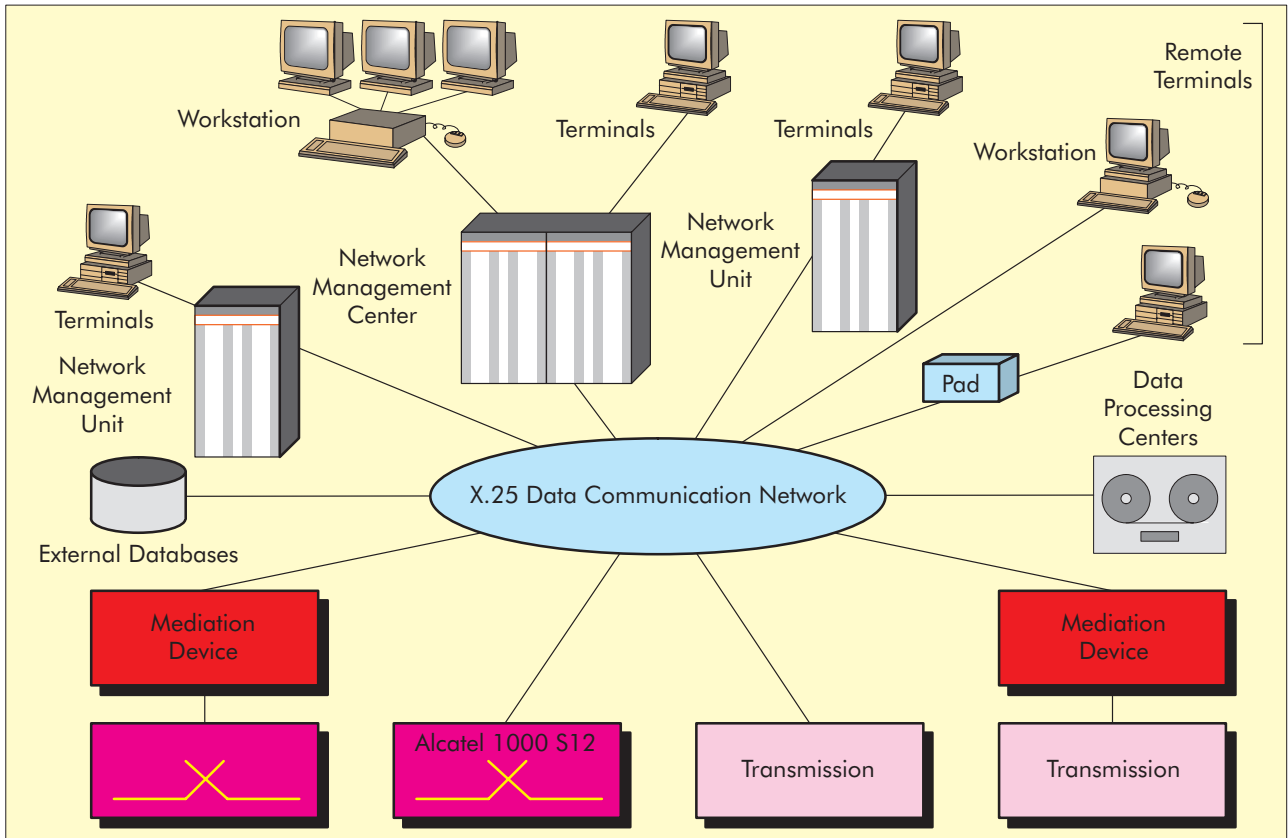 Remote
Terminals
Workstation
Terminals
Terminals
Workstation
Network
Management
Unit
Network
Management
Center
Terminals
Network
Management
Unit
Pad
Data
Processing
Centers
X.25 Data Communication Network
External Databases
Mediation
Device
Mediation
Device
Alcatel 1000 S12
Transmission
Transmission